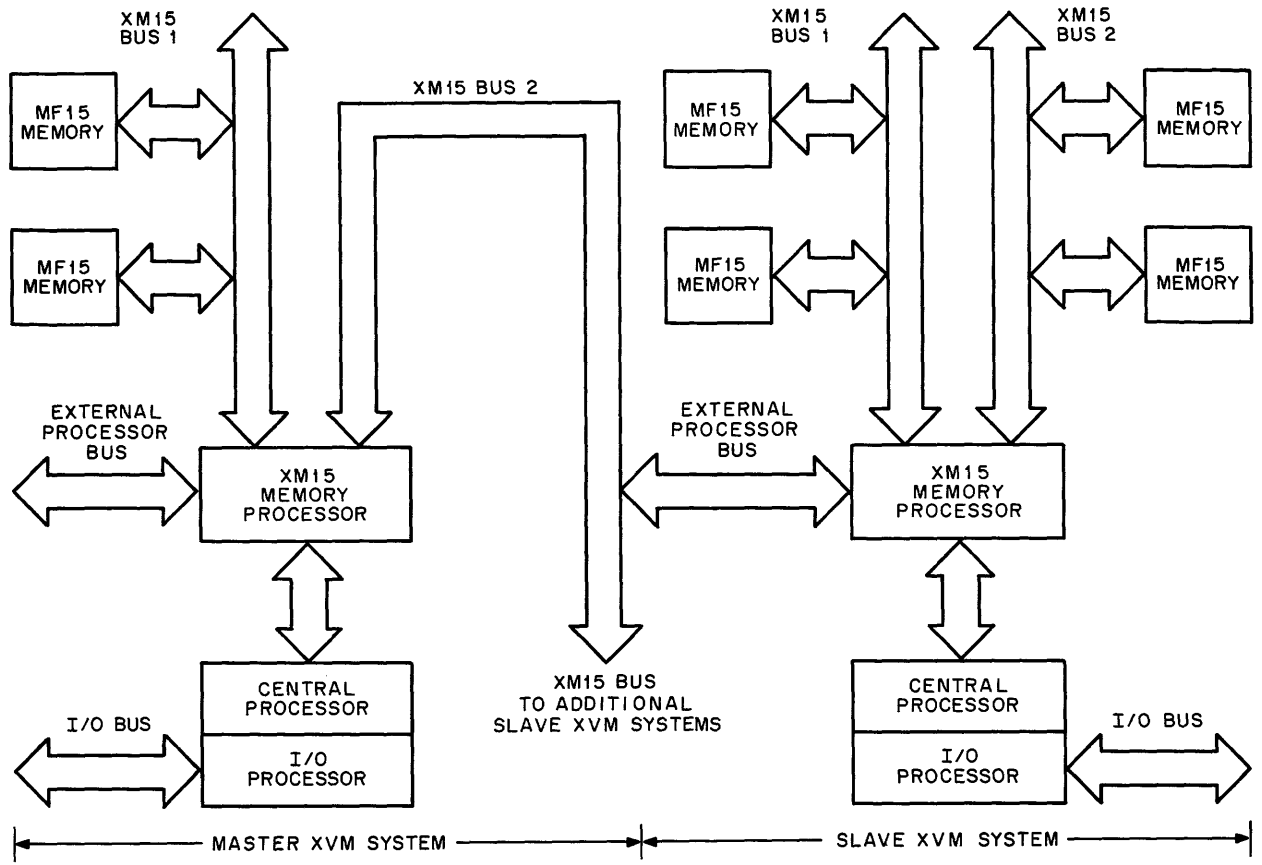 XM15
BUS 1
XM15 BUS 2
MF15
MEMORY
MF15
MEMORY
EXTERNAL
PROCESSOR
BUS
XM15
MEMORY
PROCESSOR
CENTRAL
PROCESSOR
I/O BUS
I/O
PROCESSOR
XM15 BUS
TO ADDITIONAL
SLAVE XVM SYSTEMS
MASTER XVM SYSTEM
XM15
BUS 1
XM15
BUS 2
MF15
MEMORY
MF15
MEMORY
MF15
MEMORY
MF15
MEMORY
EXTERNAL
PROCESSOR
BUS
XM15
MEMORY
PROCESSOR
CENTRAL
PROCESSOR
I/O BUS
I/O
PROCESSOR
SLAVE XVM SYSTEM